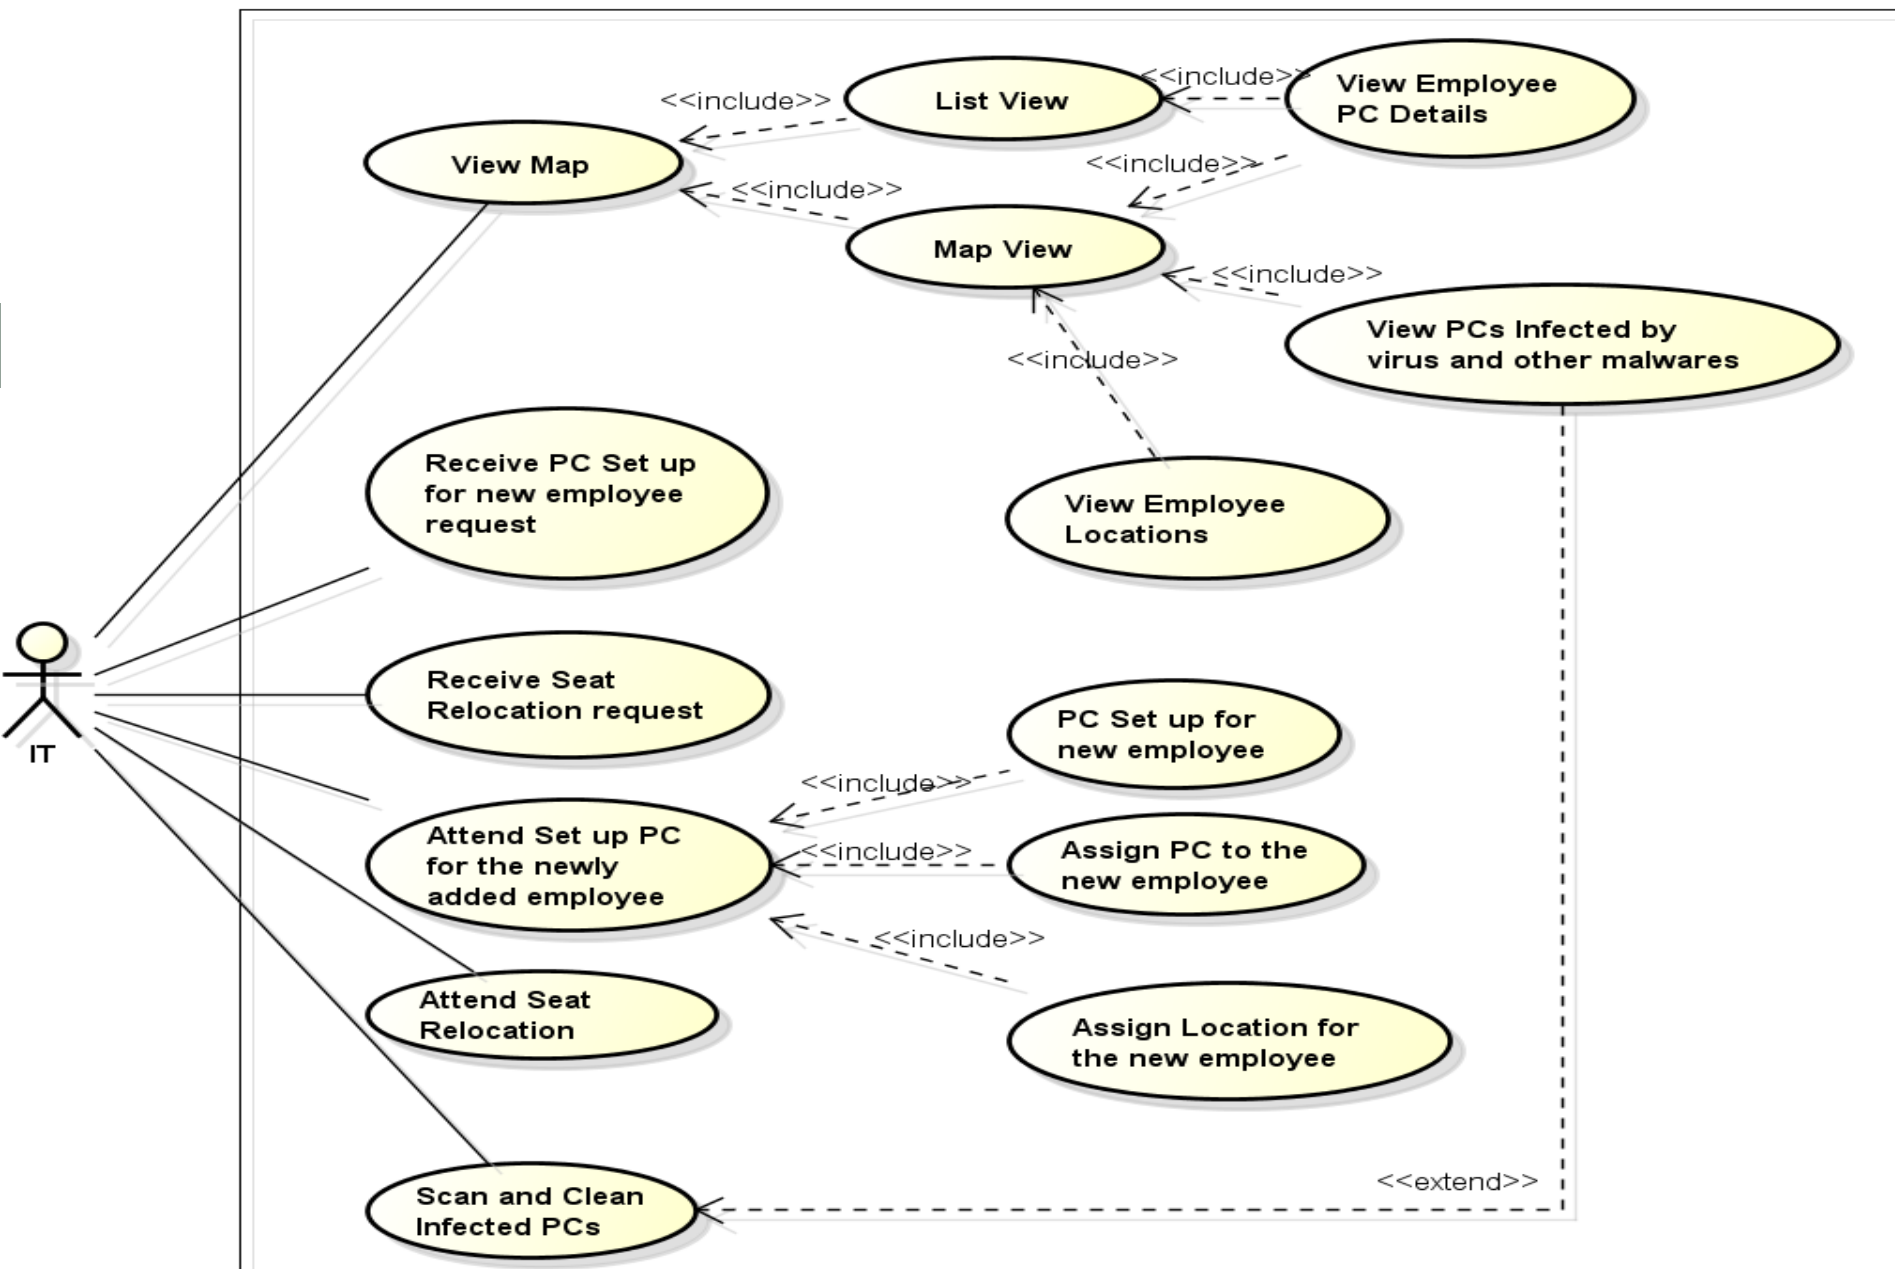 <<include>>
View Employee
PC Details
<<include>>
List View
View Map
<<include>>
<<include>>
Map View
<<include>>
View PCs Infected by
virus and other malwares
<<include>>
Receive PC Set up
for new employee
request
View Employee
Locations
Receive Seat
Relocation request
IT
PC Set up for
new employee
<<include>>
Attend Set up PC
for the newly
added employee
<<include>>
Assign PC to the
new employee
<<include>>
Attend Seat
Relocation
Assign Location for
the new employee
<<extend>>
Scan and Clean
Infected PCs